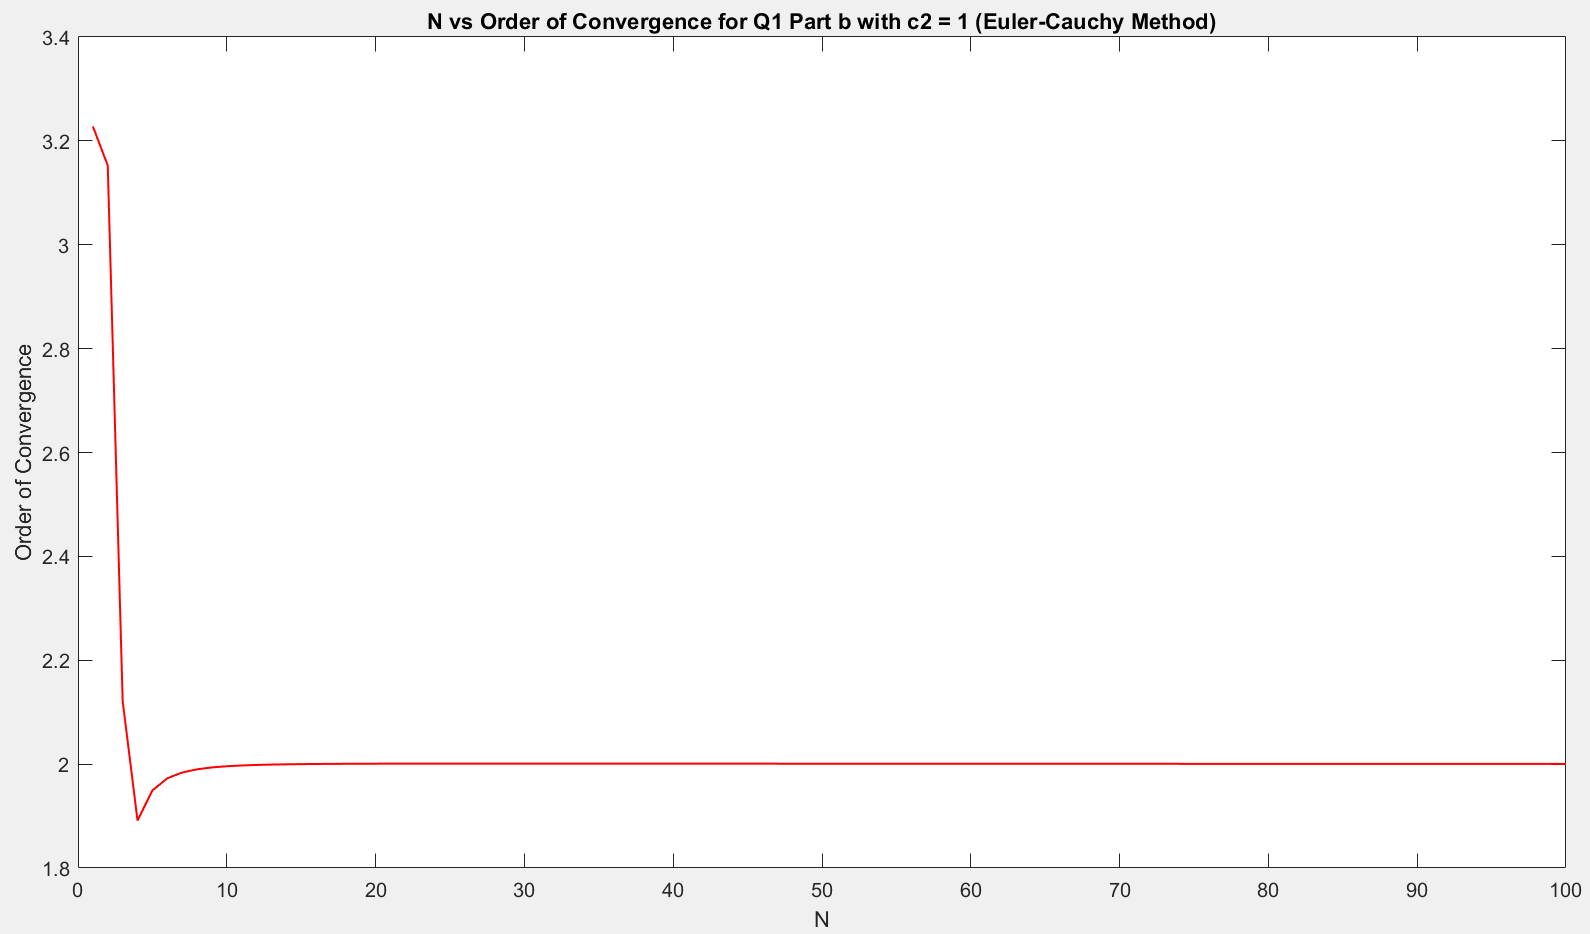 N vs Order of Convergence for Q1 Part b with c2 = 1 (Euler-Cauchy Method)
3.4
3.2
3
2.8
2.6
2.4
2.2
2
1.8
Order of Convergence
0 10 20 30 40 50 60 70 80 90 100
N